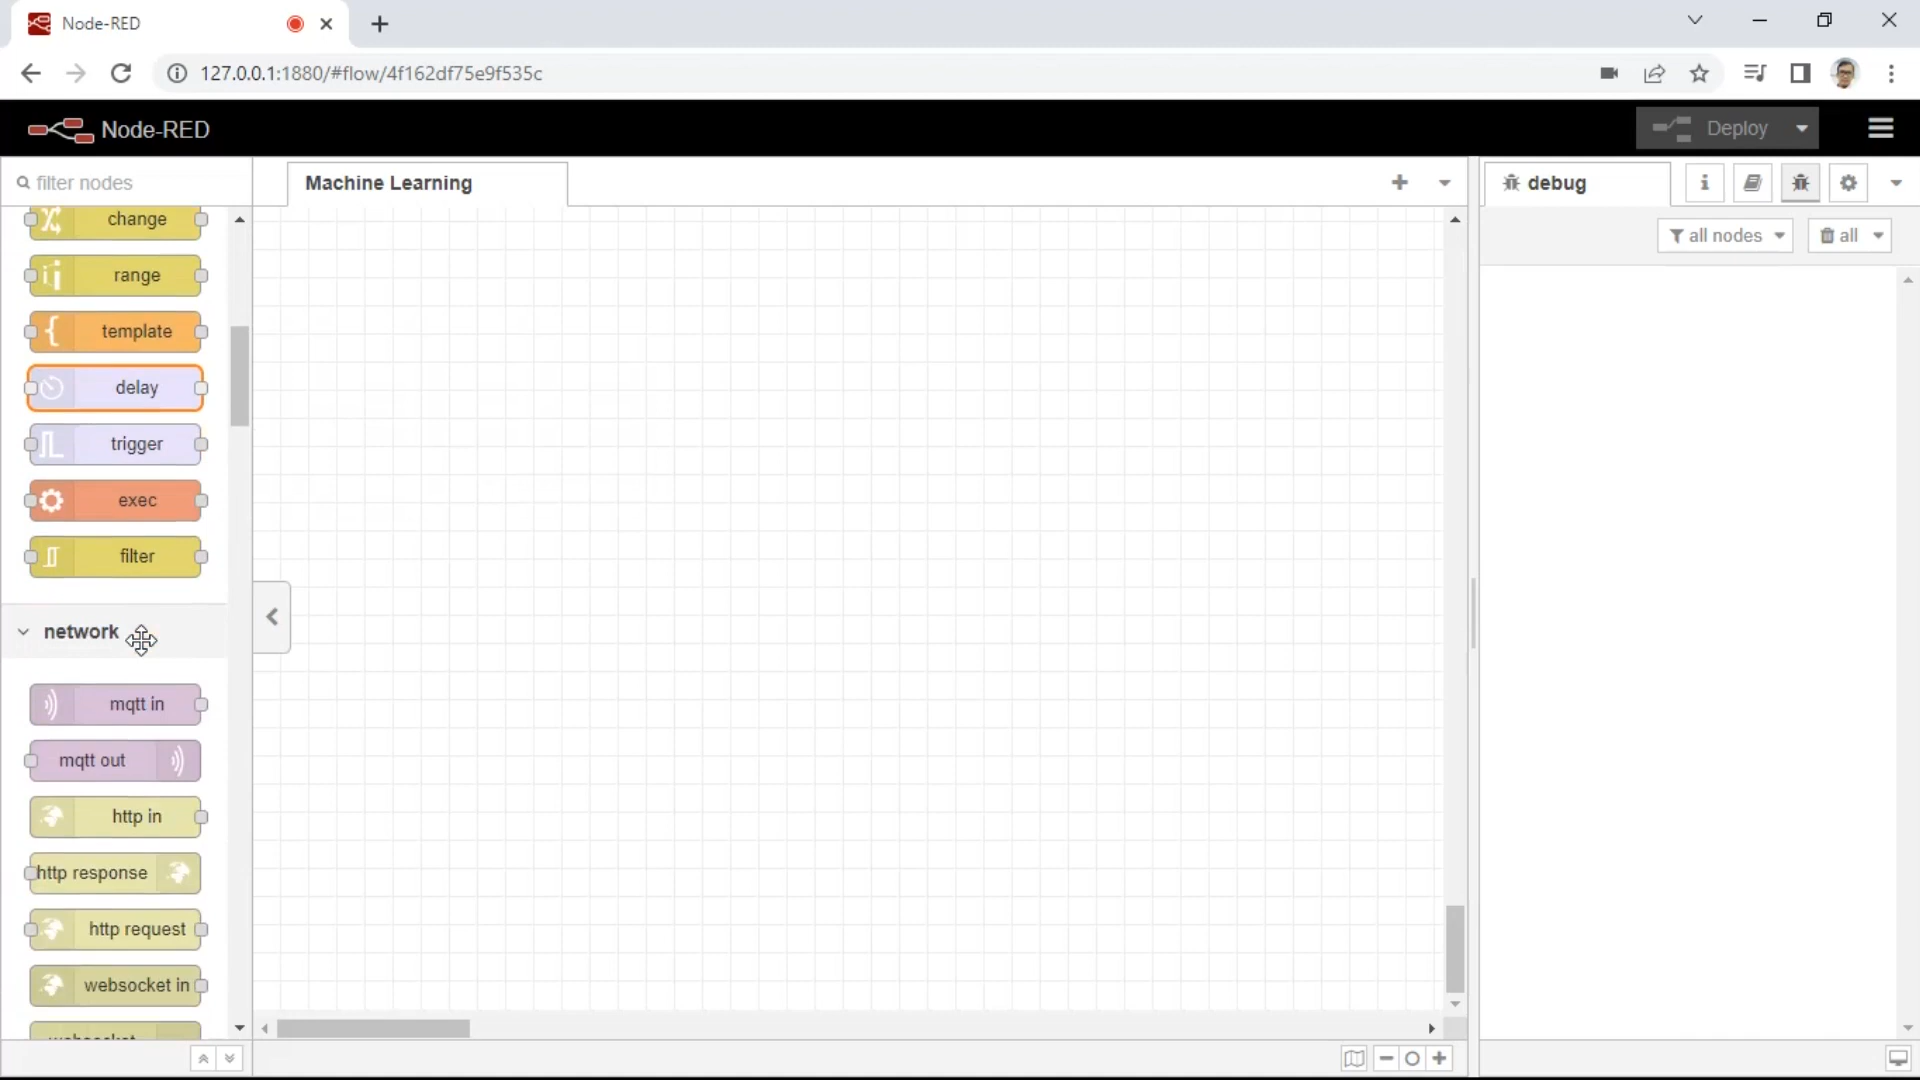 Node-RED
127.0.0.1:1880/#flow/4f162df75e9f535c
Node-RED
Deploy
filter nodes
Machine Learning
debug
all nodes
all
change
range
template
delay
trigger
exec
filter
network
mqtt in
mqtt out
http in
http response
http request
websocket in
websocket